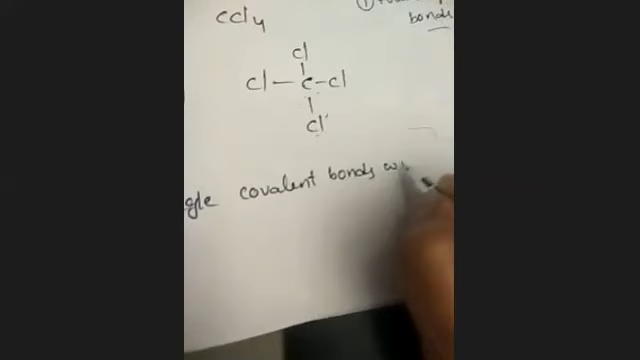 CCl4
bonds
Cl
Cl — C — Cl
Cl
gle covalent bonds